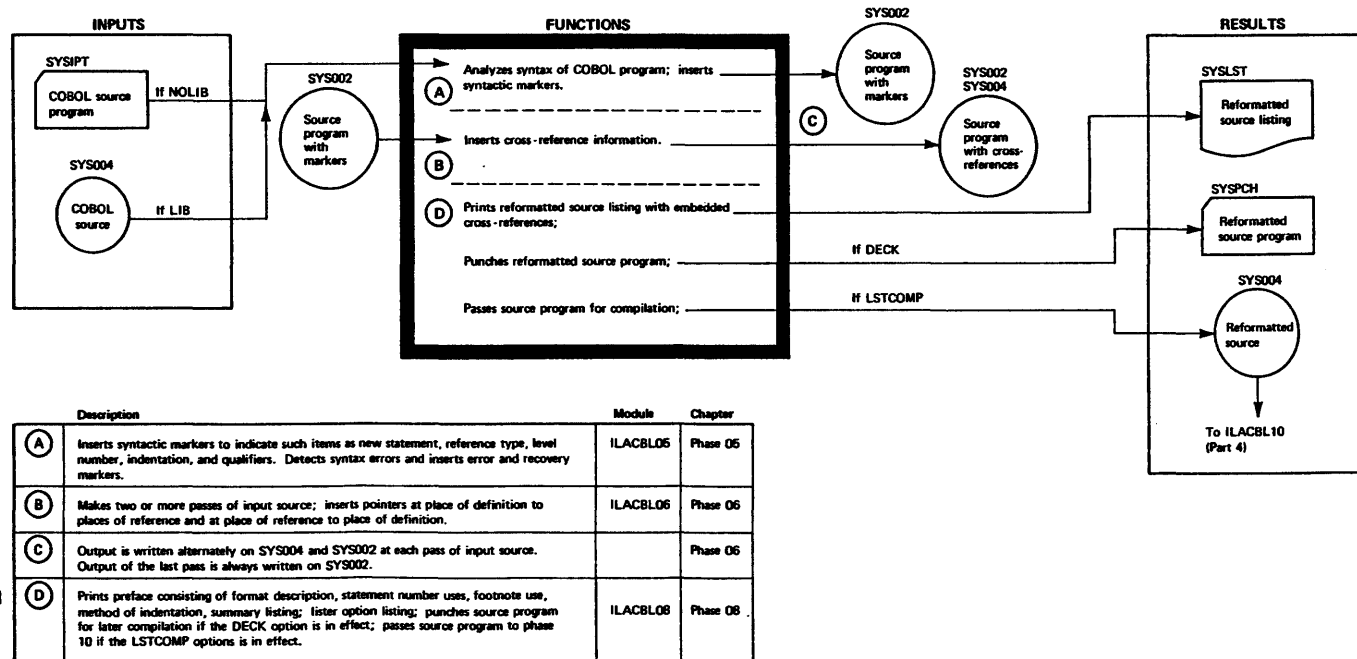 INPUTS
SYSIPT
COBOL source
program
If NOLIB
SYS004
COBOL
source
If LIB
SYS002
Source
program
with
markers
FUNCTIONS
A
Analyzes syntax of COBOL program; inserts
syntactic markers.
B
Inserts cross-reference information.
D
Prints reformatted source listing with embedded
cross-references;
Punches reformatted source program;
Passes source program for compilation;
SYS002
Source
program
with
markers
C
SYS002
SYS004
Source
program
with cross-
references
If DECK
If LSTCOMP
RESULTS
SYSLST
Reformatted
source listing
SYSPCH
Reformatted
source program
SYS004
Reformatted
source
To ILACBL10
(Part 4)
Description Module Chapter
A Inserts syntactic markers to indicate such items as new statement, reference type, level ILACBL05 Phase 05
number, indentation, and qualifiers. Detects syntax errors and inserts error and recovery
markers.
B Makes two or more passes of input source; inserts pointers at place of definition to ILACBL06 Phase 06
places of reference and at place of reference to place of definition.
C Output is written alternately on SYS004 and SYS002 at each pass of input source. Phase 06
Output of the last pass is always written on SYS002.
D Prints preface consisting of format description, statement number uses, footnote use,
method of indentation, summary listing; lister option listing; punches source program ILACBL08 Phase 08
for later compilation if the DECK option is in effect; passes source program to phase
10 if the LSTCOMP options is in effect.